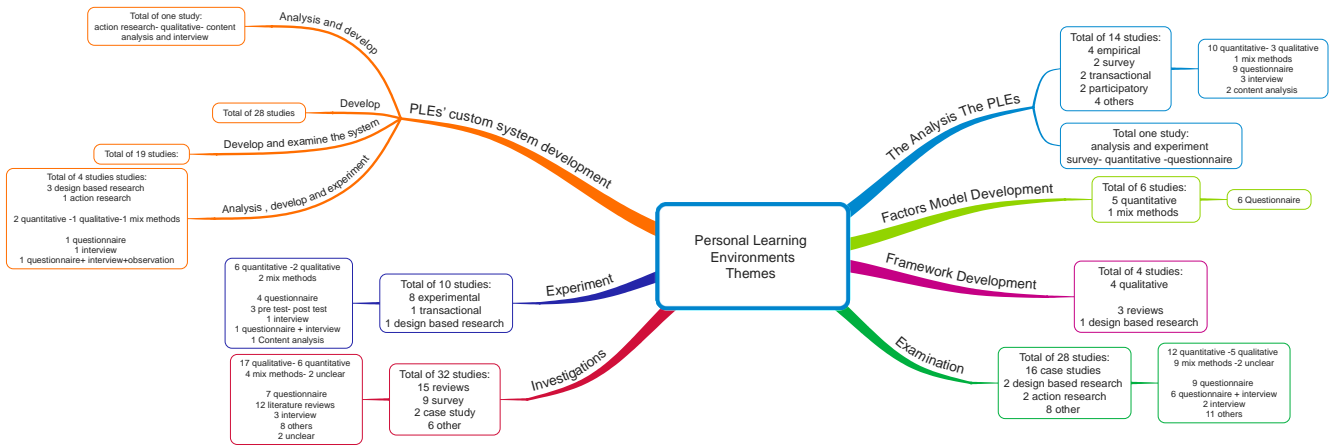 Personal Learning
Environments
Themes
PLEs' custom system development
Analysis and develop
Total of one study:
action research- qualitative- content
analysis and interview
Develop
Total of 28 studies
Develop and examine the system
Total of 19 studies:
Analysis , develop and experiment
Total of 4 studies studies:
3 design based research
1 action research
2 quantitative -1 qualitative-1 mix methods
1 questionnaire
1 interview
1 questionnaire+ interview+observation
Experiment
Total of 10 studies:
8 experimental
1 transactional
1 design based research
6 quantitative -2 qualitative
2 mix methods
4 questionnaire
3 pre test- post test
1 interview
1 questionnaire + interview
1 Content analysis
Investigations
Total of 32 studies:
15 reviews
9 survey
2 case study
6 other
17 qualitative- 6 quantitative
4 mix methods- 2 unclear
7 questionnaire
12 literature reviews
3 interview
8 others
2 unclear
The Analysis The PLEs
Total of 14 studies:
4 empirical
2 survey
2 transactional
2 participatory
4 others
10 quantitative- 3 qualitative
1 mix methods
9 questionnaire
3 interview
2 content analysis
Total one study:
analysis and experiment
survey- quantitative -questionnaire
Factors Model Development
Total of 6 studies:
5 quantitative
1 mix methods
6 Questionnaire
Framework Development
Total of 4 studies:
4 qualitative
3 reviews
1 design based research
Examination
Total of 28 studies:
16 case studies
2 design based research
2 action research
8 other
12 quantitative -5 qualitative
9 mix methods -2 unclear
9 questionnaire
6 questionnaire + interview
2 interview
11 others